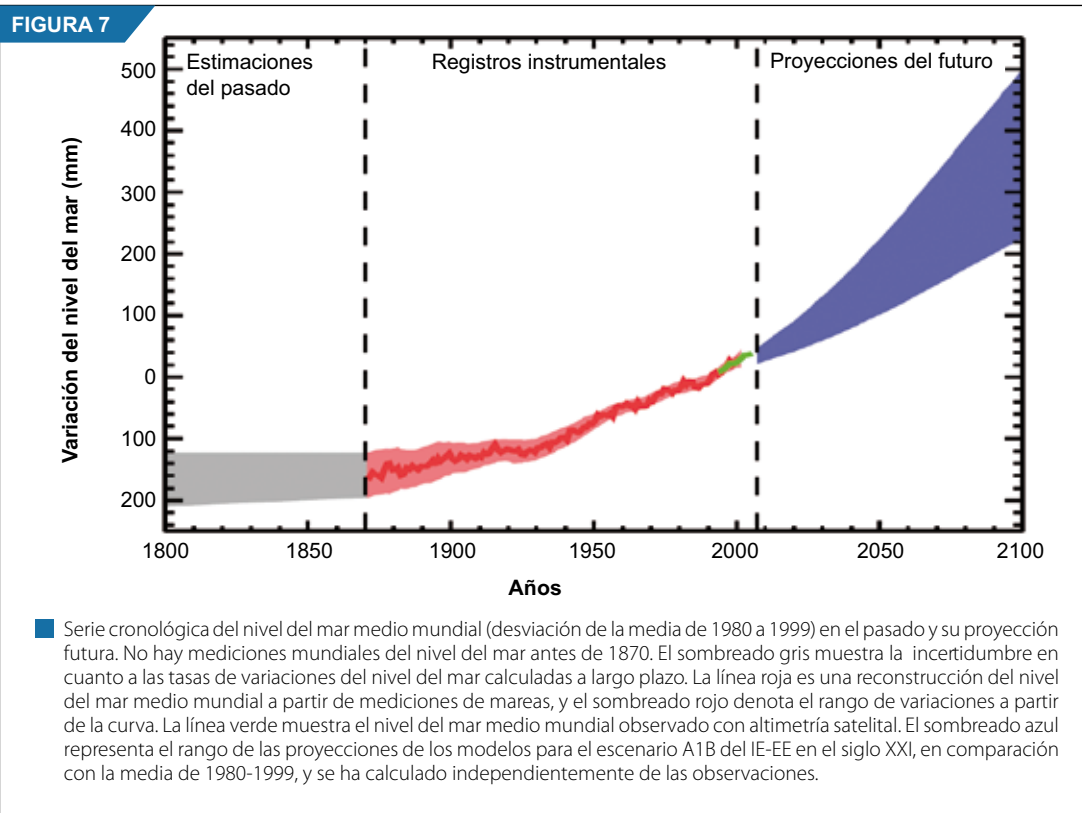 FIGURA 7
Estimaciones
del pasado
Registros instrumentales
Proyecciones del futuro
Variación del nivel del mar (mm)
500
400
300
200
100
0
100
200
1800 1850 1900 1950 2000 2050 2100
Años
Serie cronológica del nivel del mar medio mundial (desviación de la media de 1980 a 1999) en el pasado y su proyección
futura. No hay mediciones mundiales del nivel del mar antes de 1870. El sombreado gris muestra la incertidumbre en
cuanto a las tasas de variaciones del nivel del mar calculadas a largo plazo. La línea roja es una reconstrucción del nivel
del mar medio mundial a partir de mediciones de mareas, y el sombreado rojo denota el rango de variaciones a partir
de la curva. La línea verde muestra el nivel del mar medio mundial observado con altimetría satelital. El sombreado azul
representa el rango de las proyecciones de los modelos para el escenario A1B del IE-EE en el siglo XXI, en comparación
con la media de 1980-1999, y se ha calculado independientemente de las observaciones.